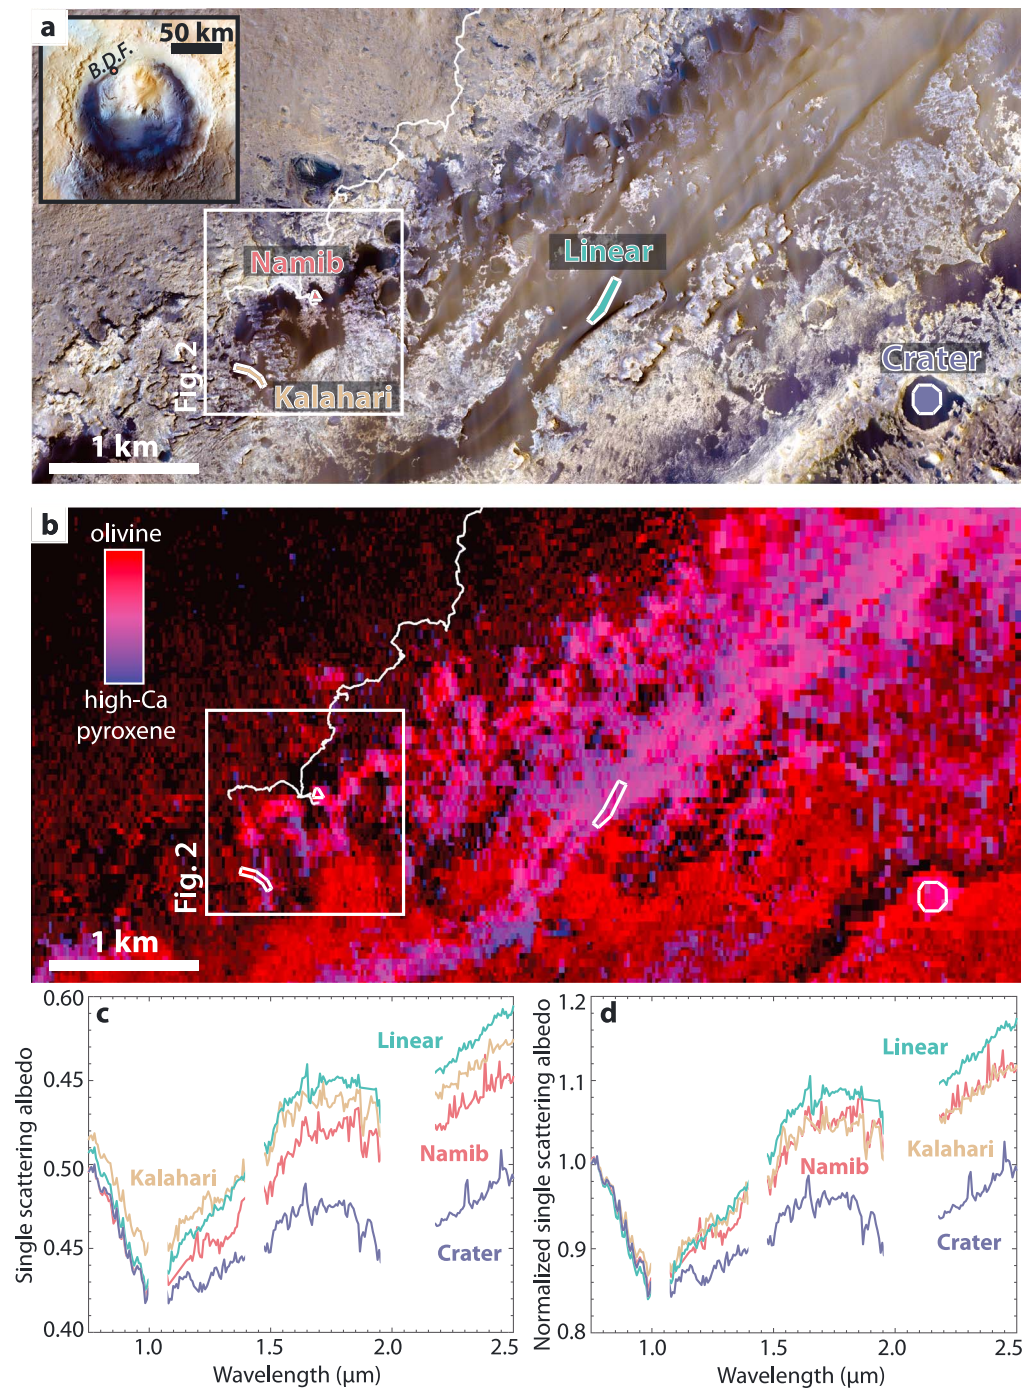 a
50 km
B.D.F.
Namib
Linear
Crater
Fig. 2
Kalahari
1 km
b
olivine
high-Ca
pyroxene
Fig. 2
1 km
0.60
c
Linear
0.45
Kalahari
Namib
0.50
0.45
Crater
0.40
1.0
1.5
2.0
2.5
Wavelength (μm)
Single scattering albedo
1.2
d
Linear
1.1
Kalahari
Namib
1.0
0.9
Crater
0.8
1.0
1.5
2.0
2.5
Wavelength (μm)
Normalized single scattering albedo